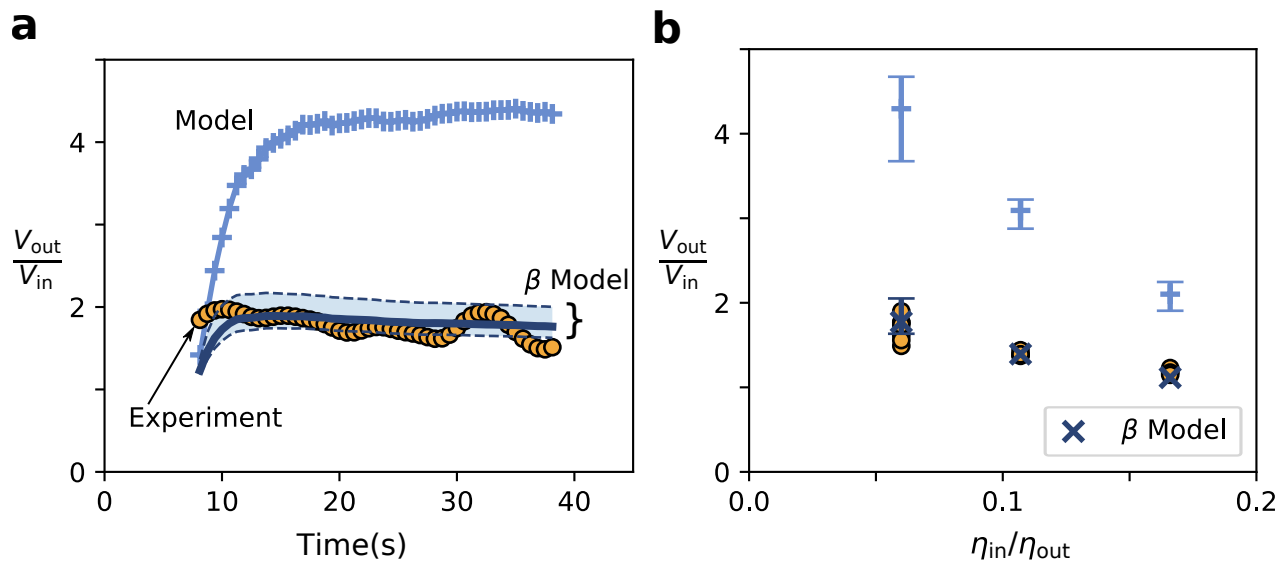 a
Model
β Model
}
Experiment
V_out
V_in
0
2
4
0
10
20
30
40
Time(s)
b
V_out
V_in
0
2
4
0.0
0.1
0.2
η_in/η_out
β Model